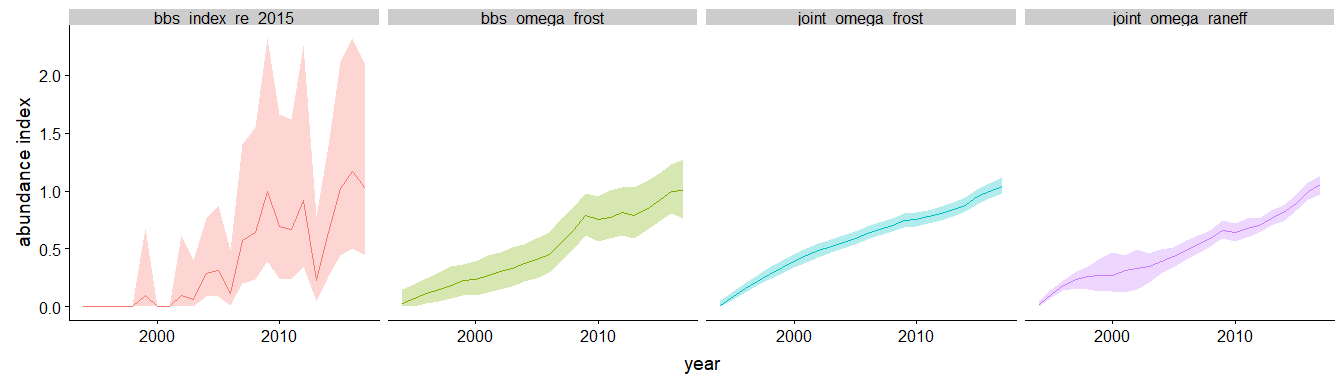 bbs_index_re_2015
bbs_omega_frost
joint_omega_frost
joint_omega_raneff
abundance index
2.0
1.5
1.0
0.5
0.0
2000
2010
2000
2010
2000
2010
2000
2010
year